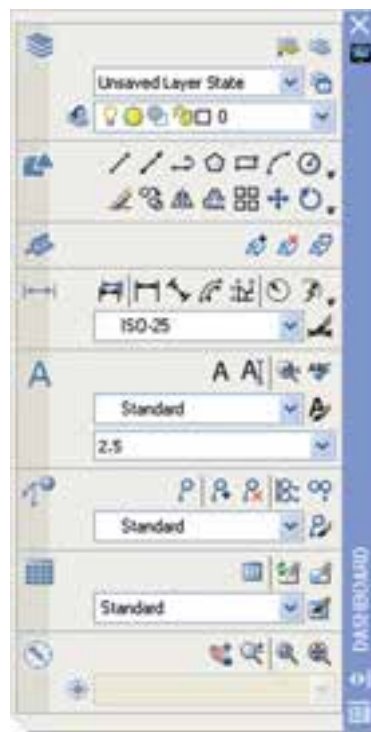 Unsaved Layer State
0
ISO-25
A
A A
Standard
2.5
Standard
Standard
DASHBOARD